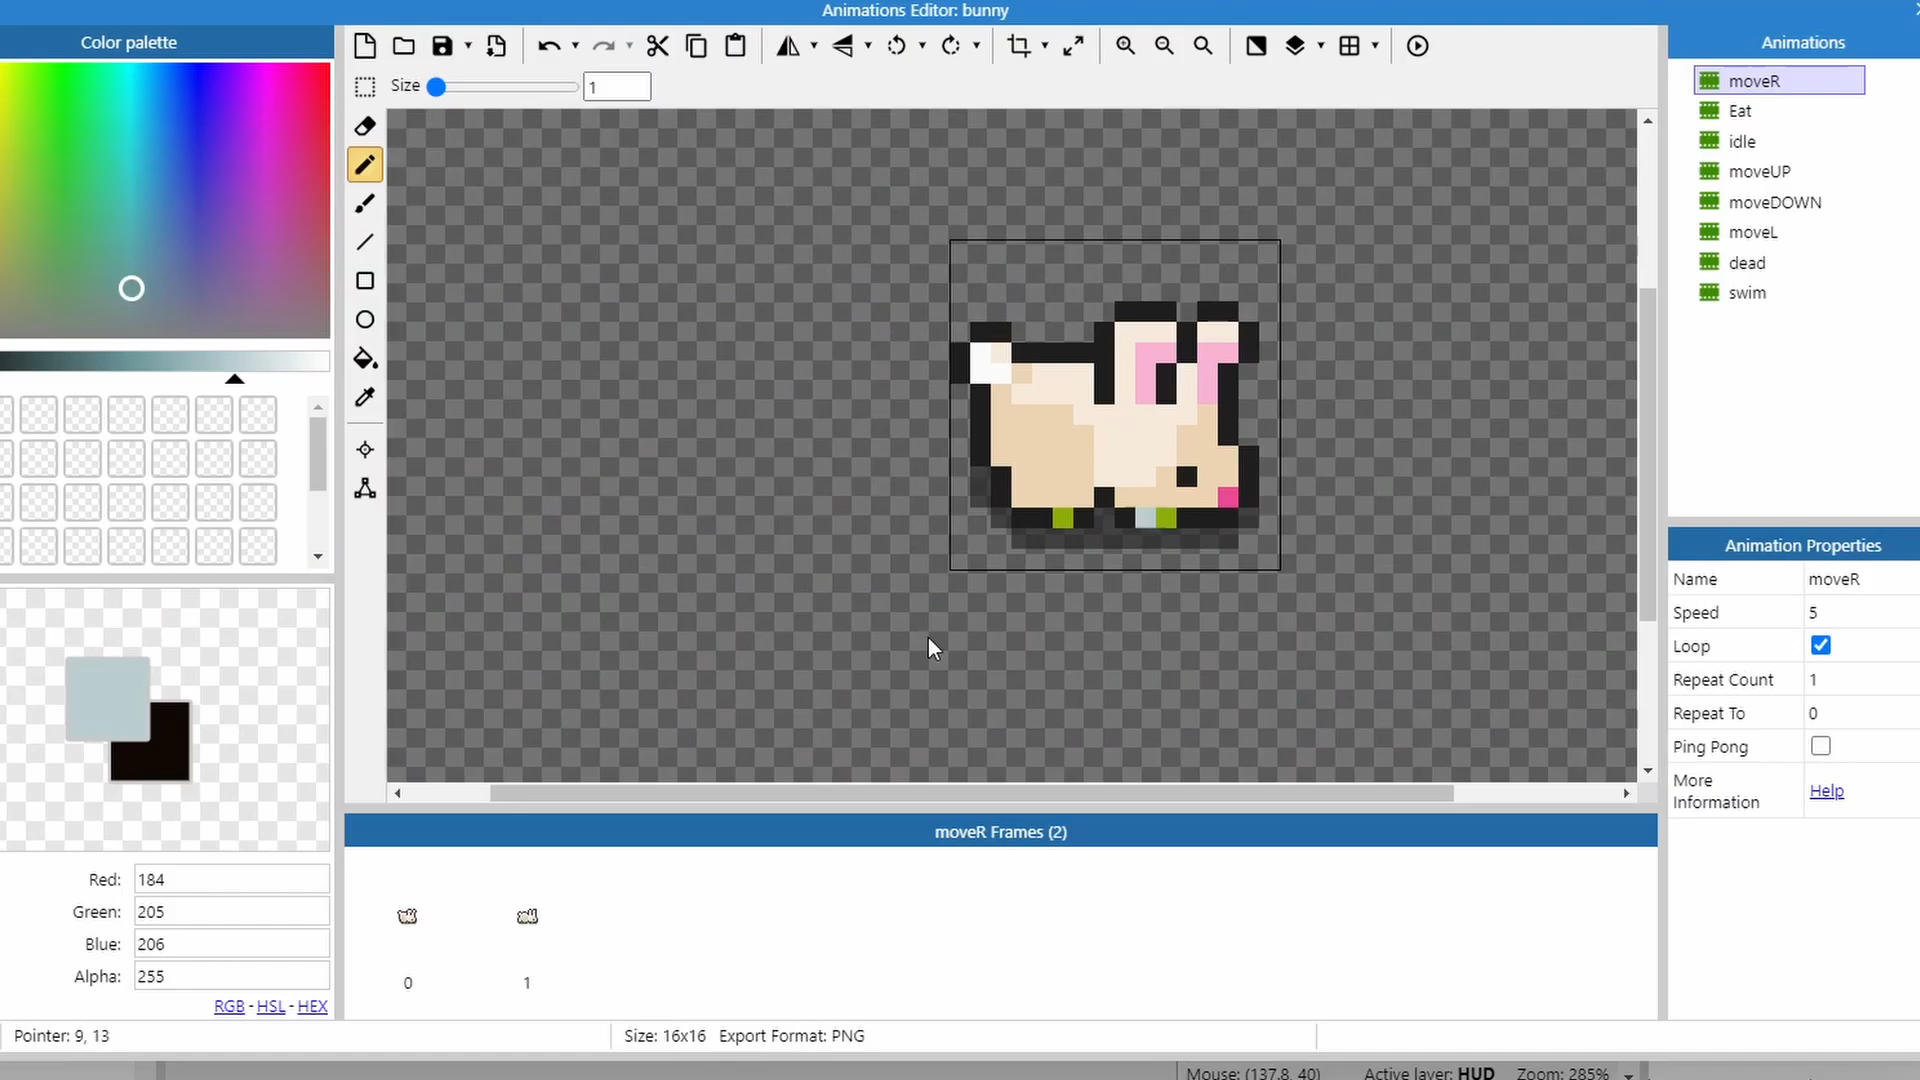 Animations Editor: bunny
Color palette
Size
1
Animations
moveR
Eat
idle
moveUP
moveDOWN
moveL
dead
swim
Animation Properties
Name moveR
Speed 5
Loop
Repeat Count 1
Repeat To 0
Ping Pong
More
Information
Help
moveR Frames (2)
0 1
Red: 184
Green: 205
Blue: 206
Alpha: 255
RGB - HSL - HEX
Pointer: 9, 13
Size: 16x16 Export Format: PNG
Mouse: (137.8, 40) Active layer: HUD Zoom: 285%